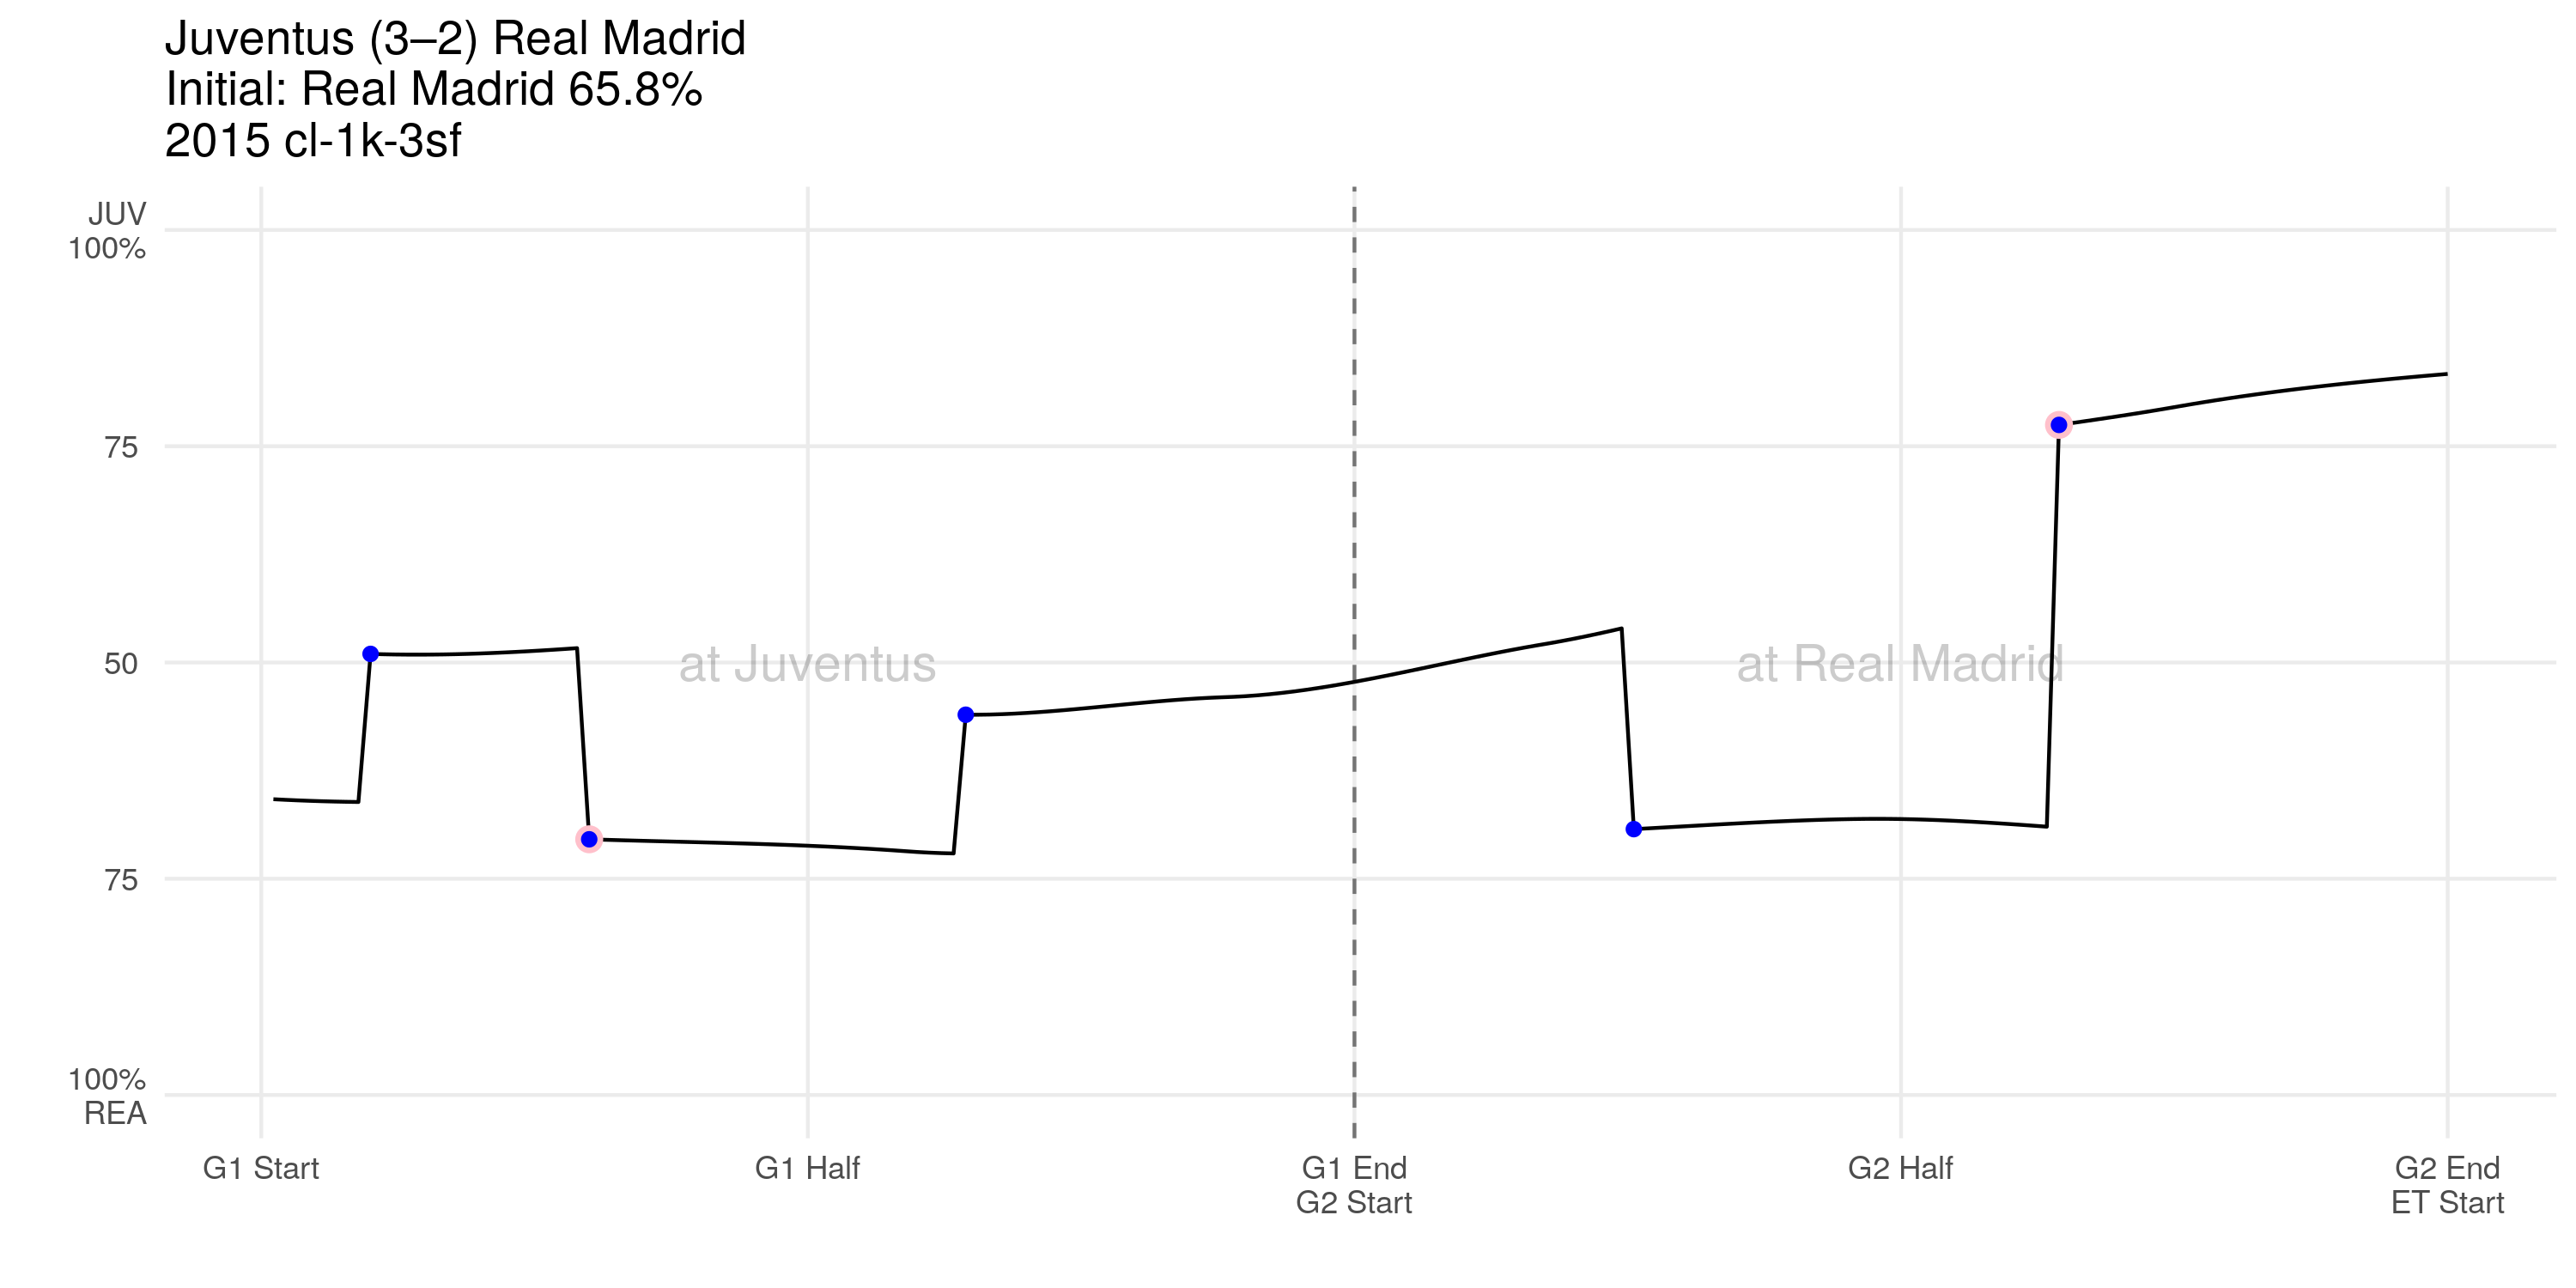 Juventus (3–2) Real Madrid
Initial: Real Madrid 65.8%
2015 cl-1k-3sf
JUV
100%
75
50
75
100%
REA
at Juventus
at Real Madrid
G1 Start
G1 Half
G1 End
G2 Start
G2 Half
G2 End
ET Start